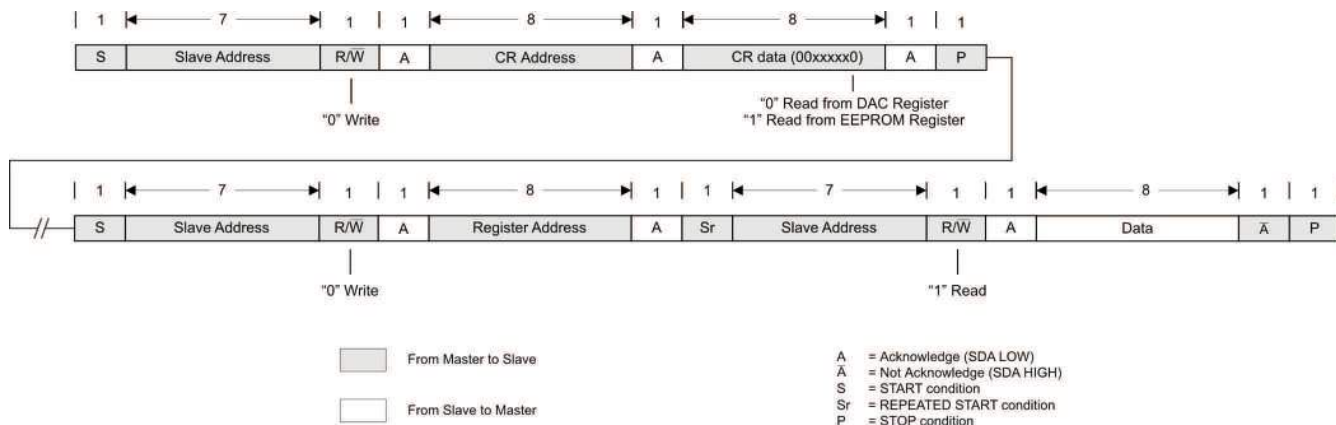 1 7 1 1 8 1 8 1 1
S Slave Address R/W̅ A CR Address A CR data (00xxxxx0) A P
"0" Write
"0" Read from DAC Register
"1" Read from EEPROM Register
1 7 1 1 8 1 1 7 1 1 8 1 1
S Slave Address R/W̅ A Register Address A Sr Slave Address R/W̅ A Data A̅ P
"0" Write "1" Read
From Master to Slave
From Slave to Master
A = Acknowledge (SDA LOW)
A̅ = Not Acknowledge (SDA HIGH)
S = START condition
Sr = REPEATED START condition
P = STOP condition